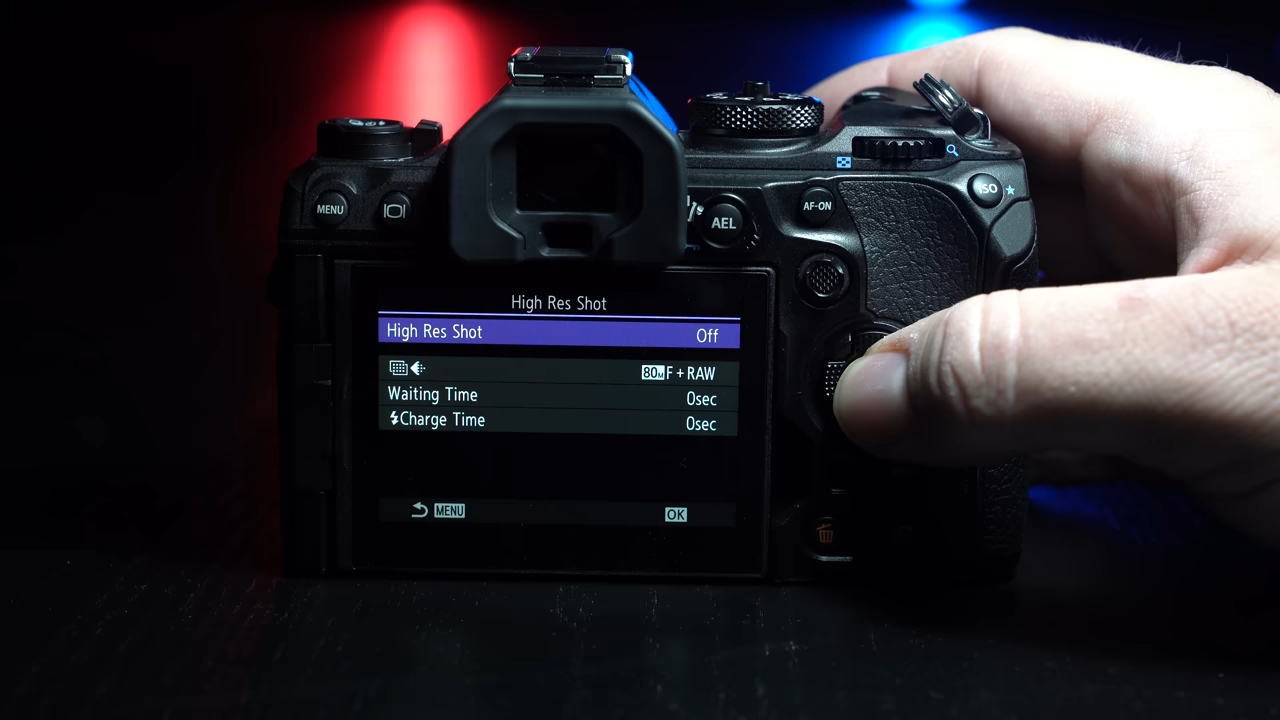 MENU
AEL
AF-ON
ISO
High Res Shot
High Res Shot Off
80M F + RAW
Waiting Time 0sec
Charge Time 0sec
MENU OK